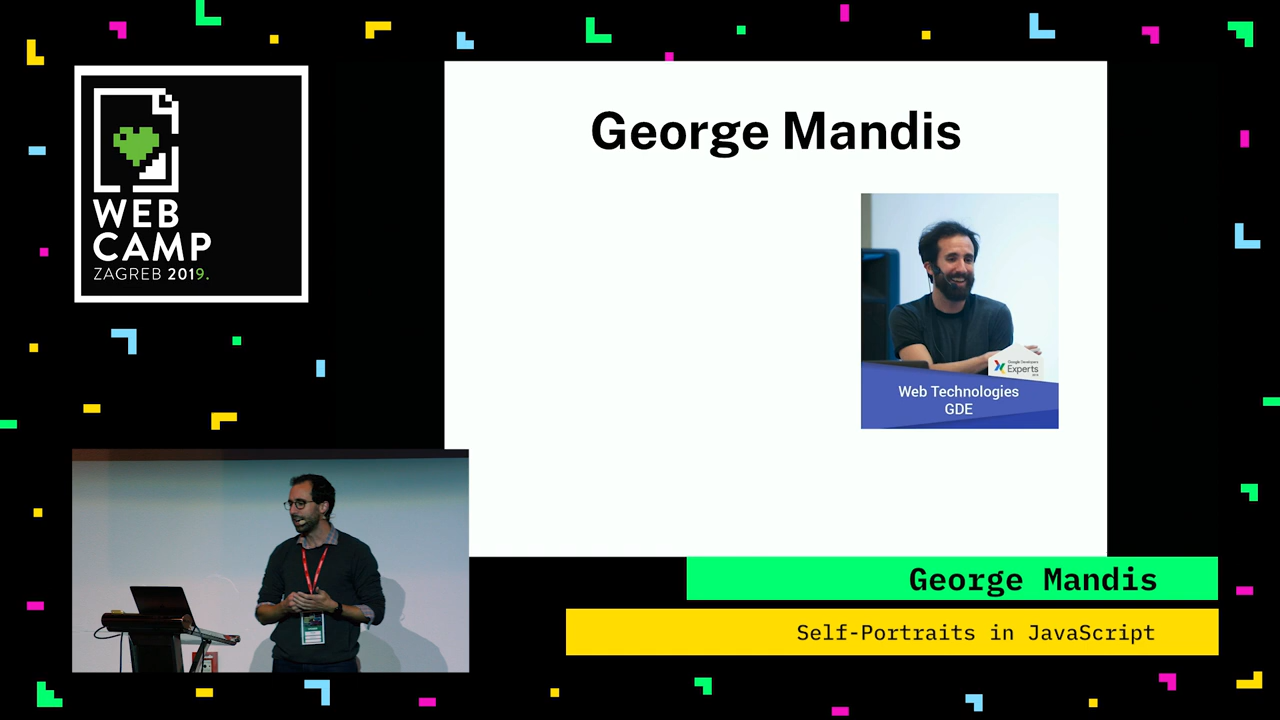 WEB
CAMP
ZAGREB 2019.
George Mandis
Google Developers
Experts
Web Technologies
GDE
George Mandis
Self-Portraits in JavaScript